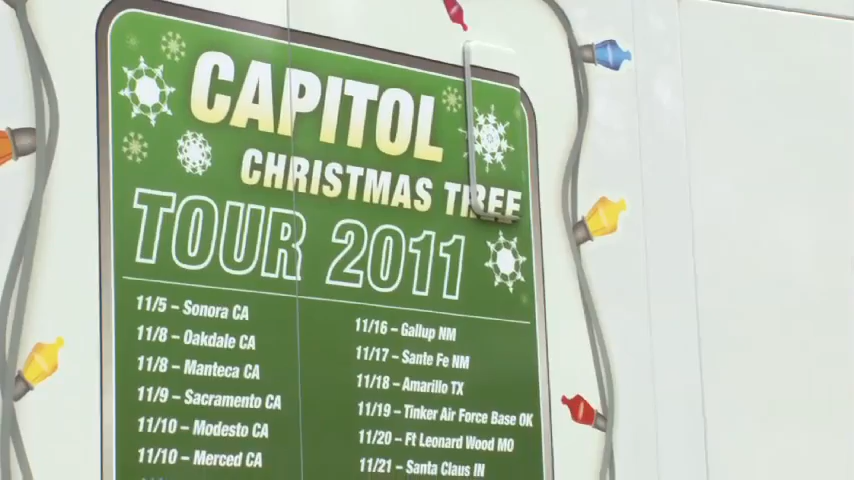 CAPITOL
CHRISTMAS TREE
TOUR 2011
11/5 – Sonora CA
11/8 – Oakdale CA
11/8 – Manteca CA
11/9 – Sacramento CA
11/10 – Modesto CA
11/10 – Merced CA
11/16 – Gallup NM
11/17 – Sante Fe NM
11/18 – Amarillo TX
11/19 – Tinker Air Force Base OK
11/20 – Ft Leonard Wood MO
11/21 – Santa Claus IN